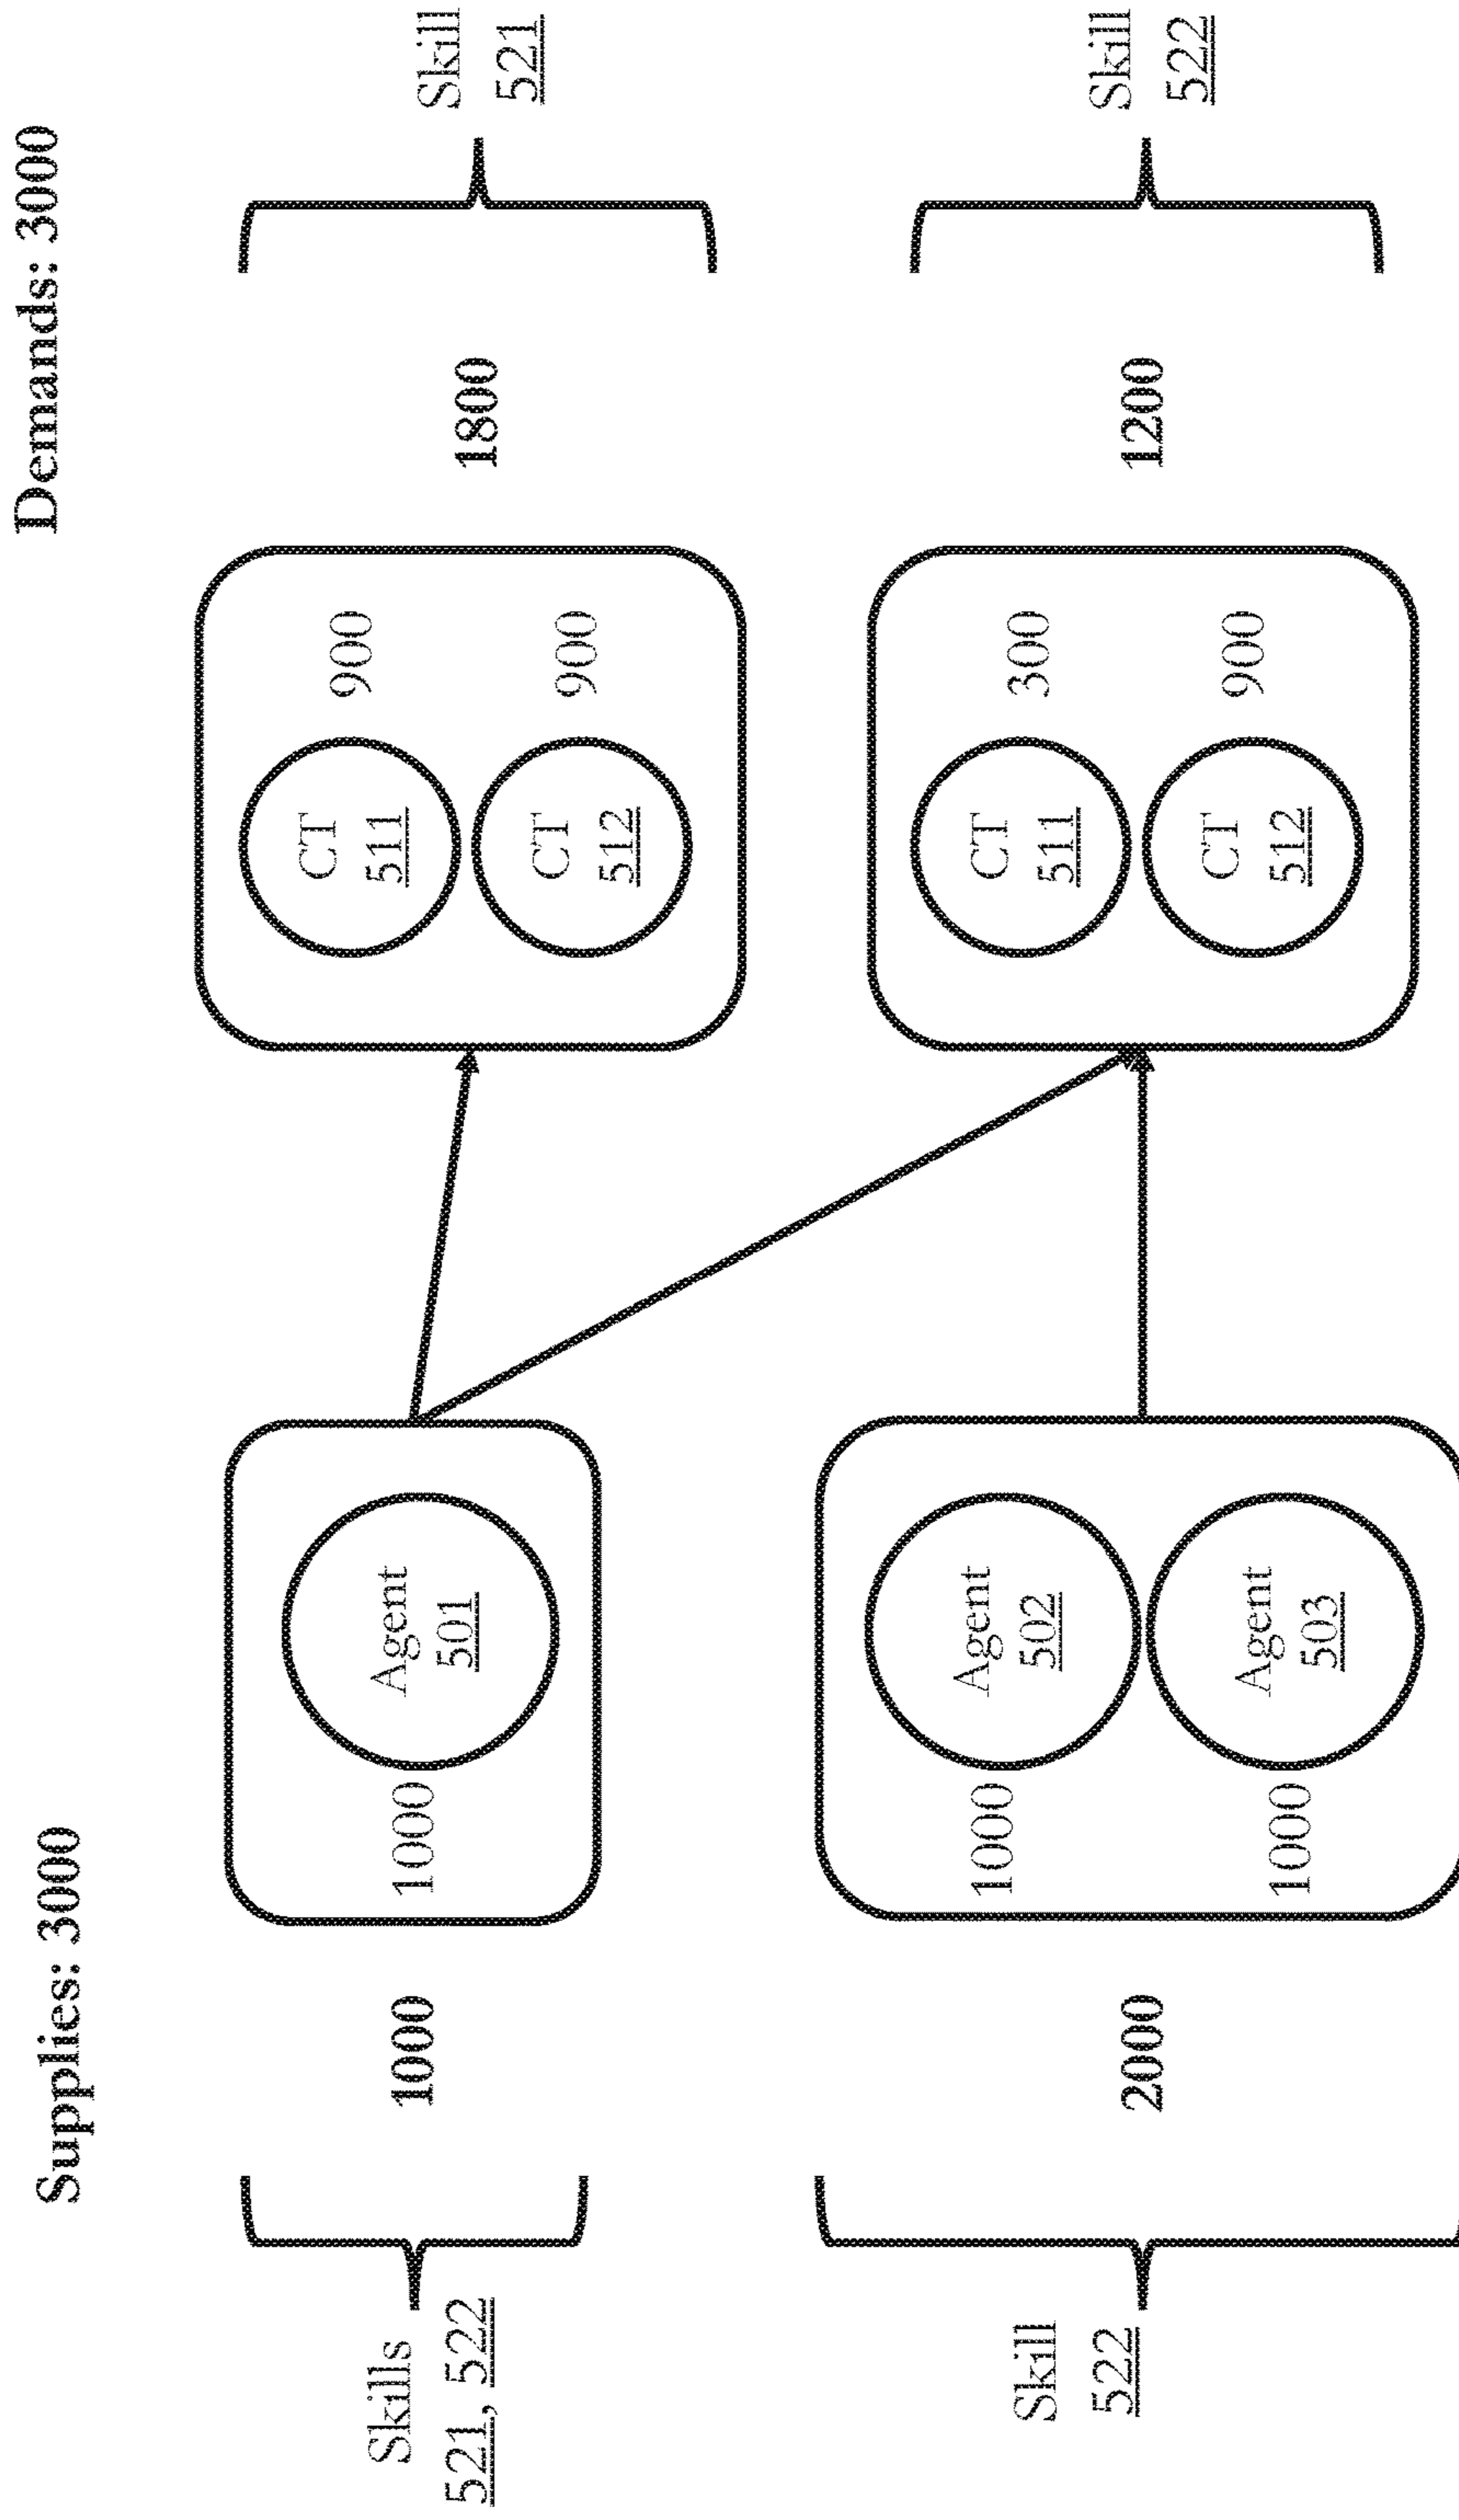 Supplies: 3000
Demands: 3000
Skills
521, 522
1000
1000
Agent
501
CT
511
900
CT
512
900
1800
Skill
521
Skill
522
2000
1000
Agent
502
1000
Agent
503
CT
511
300
CT
512
900
1200
Skill
522